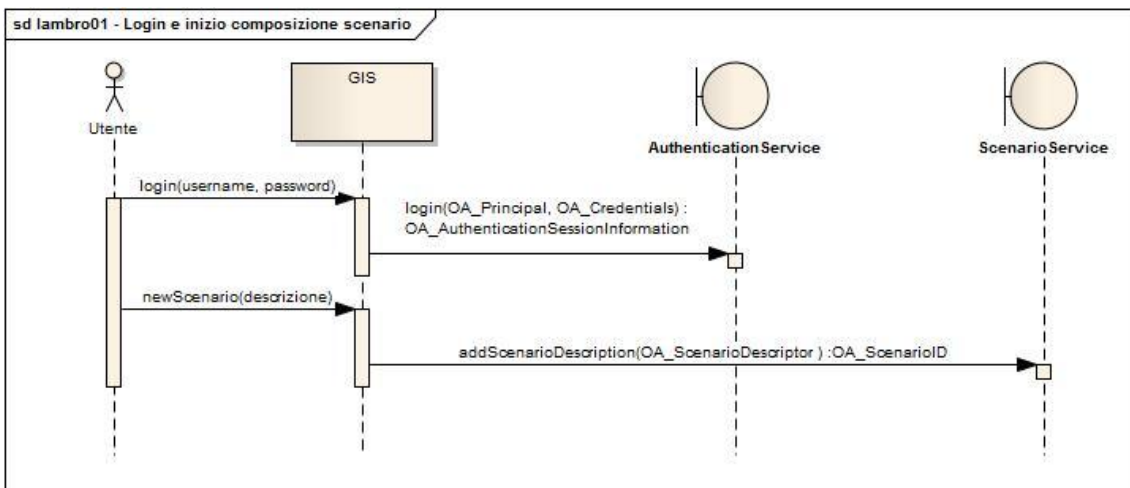 sd lambro01 - Login e inizio composizione scenario
GIS
Utente
AuthenticationService
ScenarioService
login(username, password)
login(OA_Principal, OA_Credentials) :
OA_AuthenticationSessionInformation
newScenario(descrizione)
addScenarioDescription(OA_ScenarioDescriptor ) :OA_ScenarioID